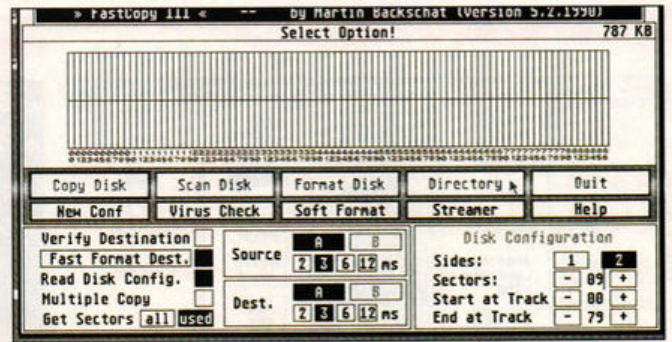 » FastCopy III « -- by Martin Backschat (Version 5.2.1990)
Select Option! 787 KB
Copy Disk Scan Disk Format Disk Directory Quit
New Conf Virus Check Soft Format Streamer Help
Verify Destination
Fast Format Dest.
Read Disk Config.
Multiple Copy
Get Sectors all used
Source A B
2 3 6 12 ms
Dest. A B
2 3 6 12 ms
Disk Configuration
Sides: 1 2
Sectors: - 09 +
Start at Track - 00 +
End at Track - 79 +